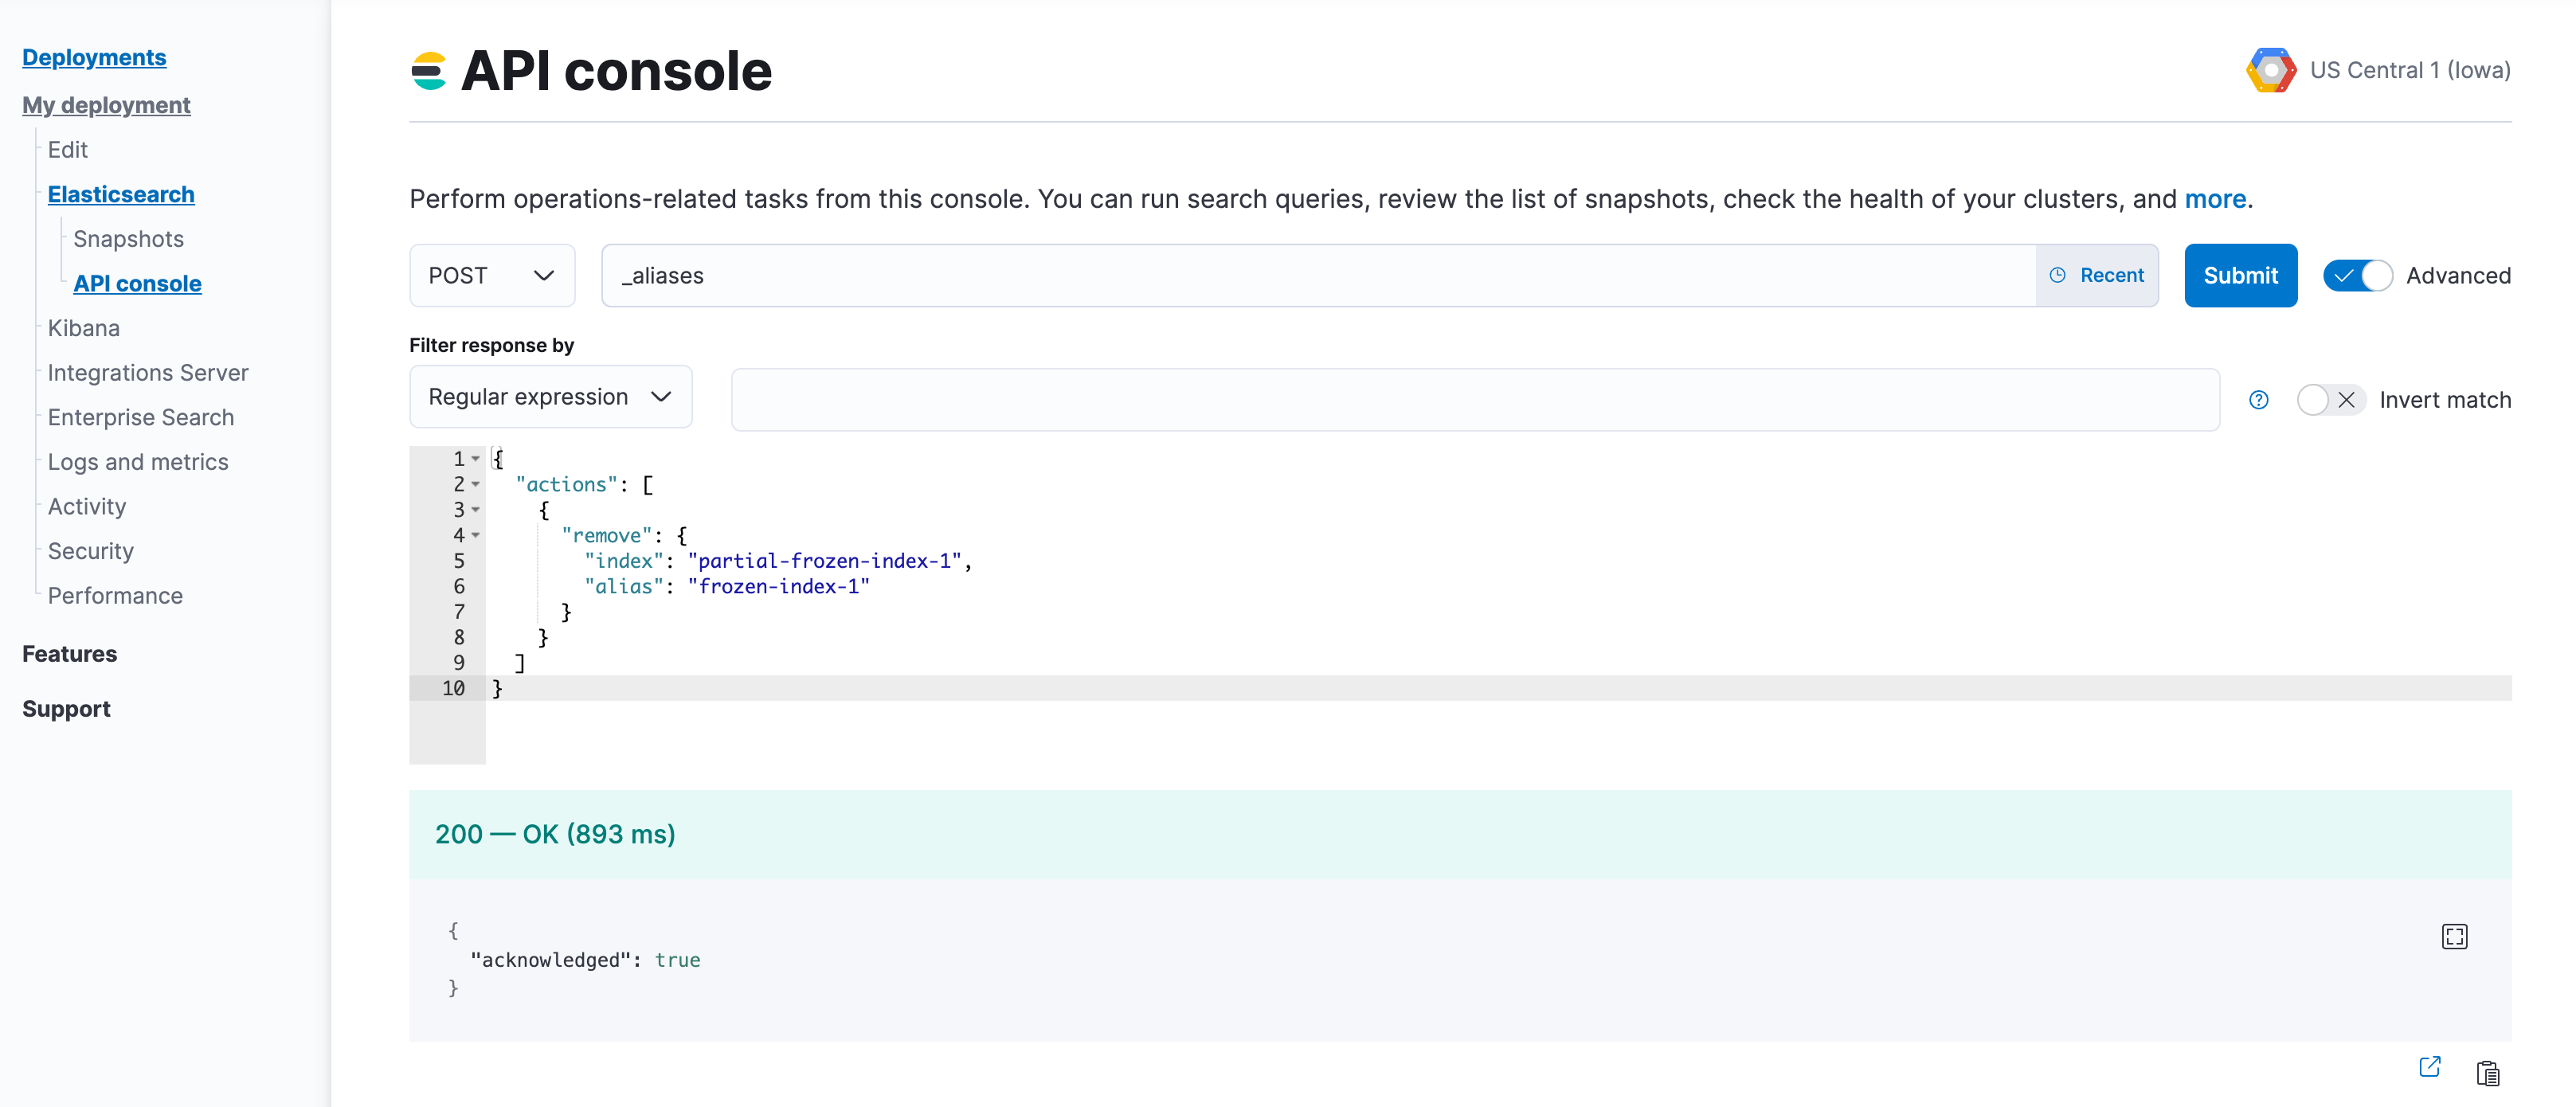 Deployments
My deployment
Edit
Elasticsearch
Snapshots
API console
Kibana
Integrations Server
Enterprise Search
Logs and metrics
Activity
Security
Performance
Features
Support
API console
US Central 1 (Iowa)
Perform operations-related tasks from this console. You can run search queries, review the list of snapshots, check the health of your clusters, and more.
POST _aliases Recent Submit Advanced
Filter response by
Regular expression Invert match
1 {
2 "actions": [
3 {
4 "remove": {
5 "index": "partial-frozen-index-1",
6 "alias": "frozen-index-1"
7 }
8 }
9 ]
10 }
200 — OK (893 ms)
{
"acknowledged": true
}